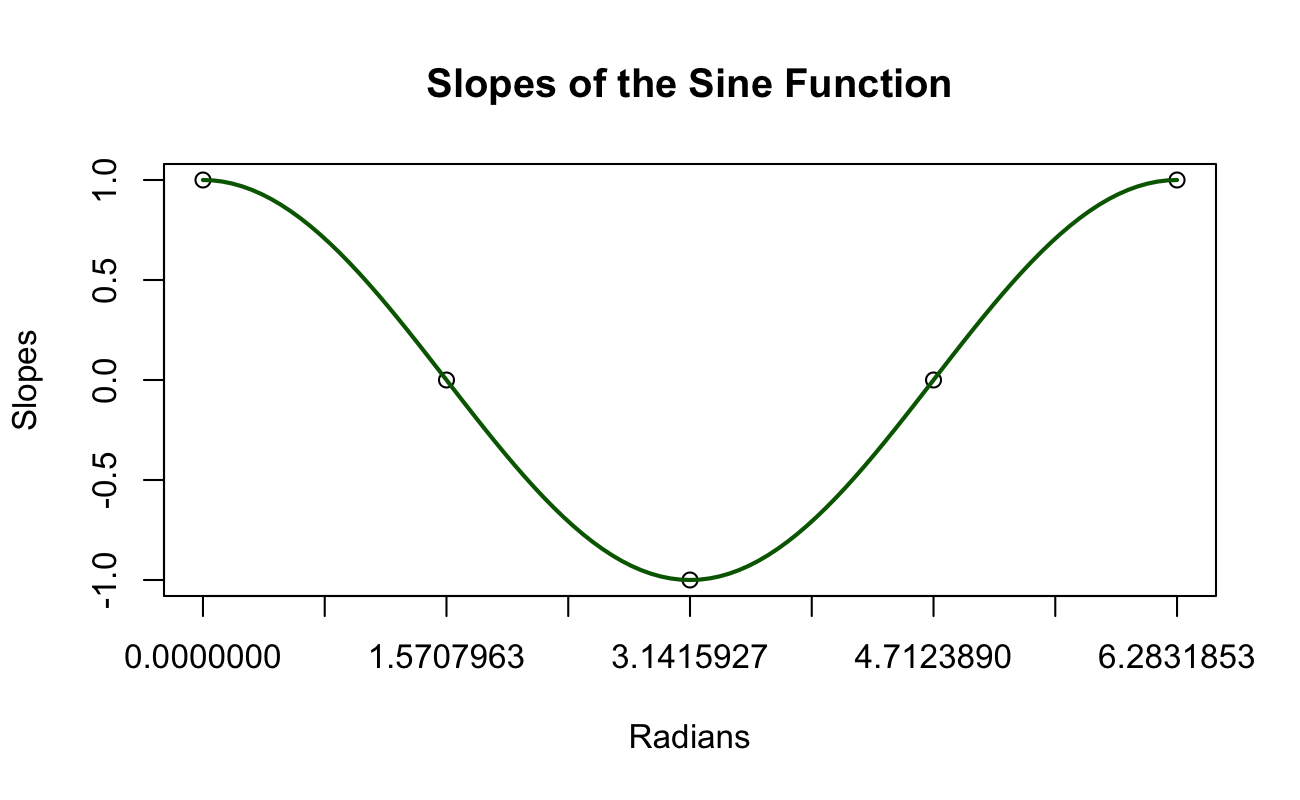 Slopes of the Sine Function
Slopes
1.0
0.5
0.0
-0.5
-1.0
0.0000000 1.5707963 3.1415927 4.7123890 6.2831853
Radians